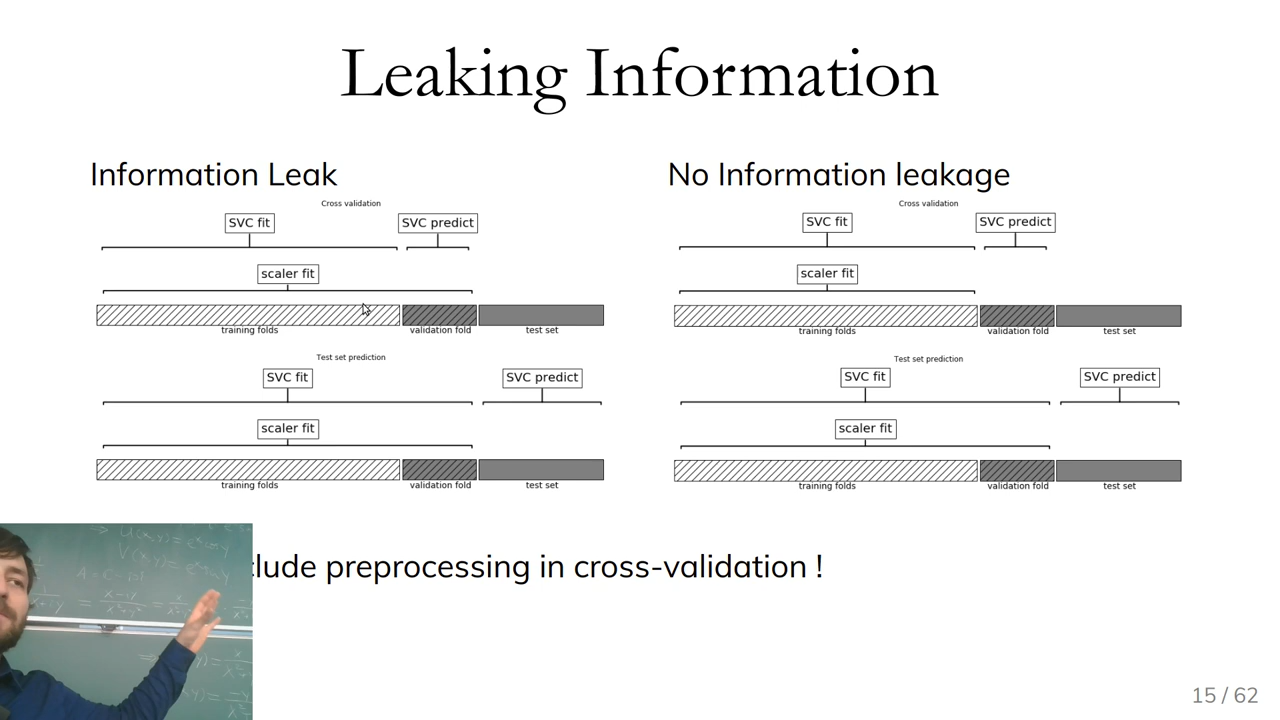 Leaking Information
Information Leak
Cross validation
SVC fit
SVC predict
scaler fit
training folds
validation fold
test set
Test set prediction
SVC fit
SVC predict
scaler fit
training folds
validation fold
test set
No Information leakage
Cross validation
SVC fit
SVC predict
scaler fit
training folds
validation fold
test set
Test set prediction
SVC fit
SVC predict
scaler fit
training folds
validation fold
test set
clude preprocessing in cross-validation !
15 / 62